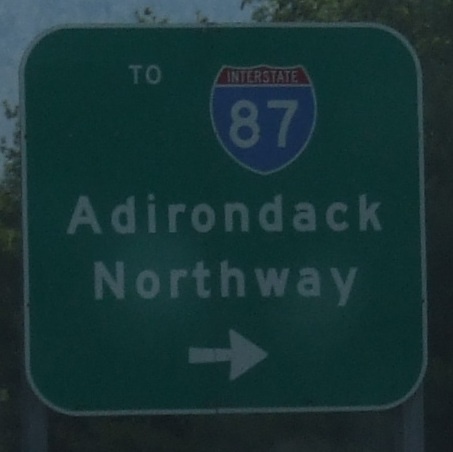 TO
INTERSTATE
87
Adirondack
Northway